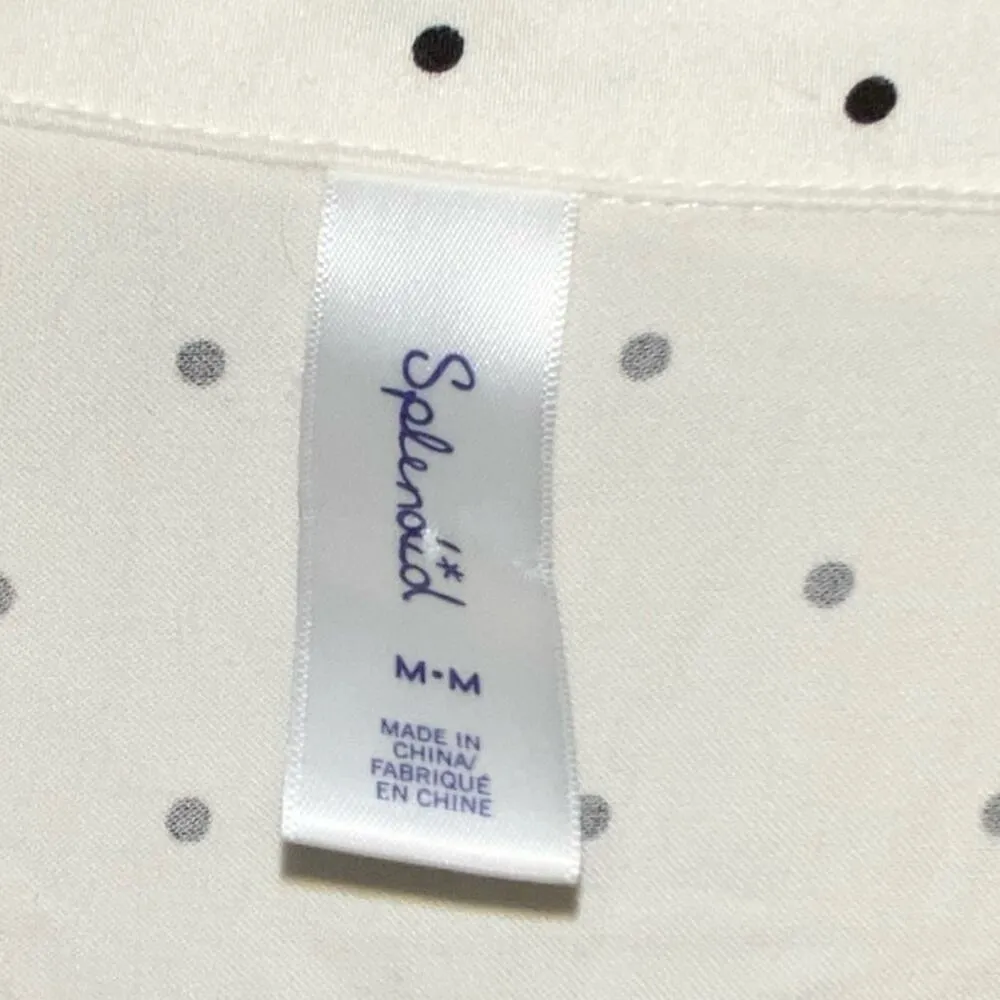 Splendid*
M•M
MADE IN
CHINA/
FABRIQUÉ
EN CHINE